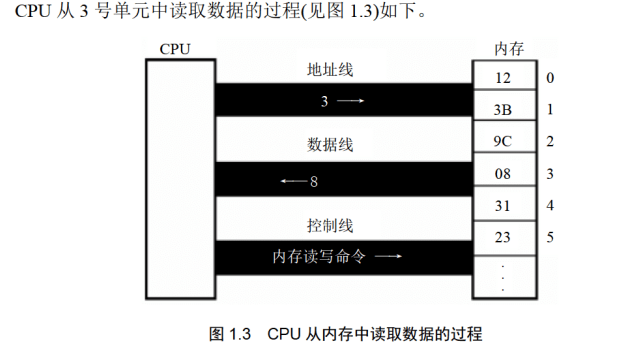 CPU 从 3 号单元中读取数据的过程(见图 1.3)如下。
CPU
内存
地址线
3 →
数据线
← 8
控制线
内存读写命令 →
12 0
3B 1
9C 2
08 3
31 4
23 5
.
.
.
图 1.3 CPU 从内存中读取数据的过程